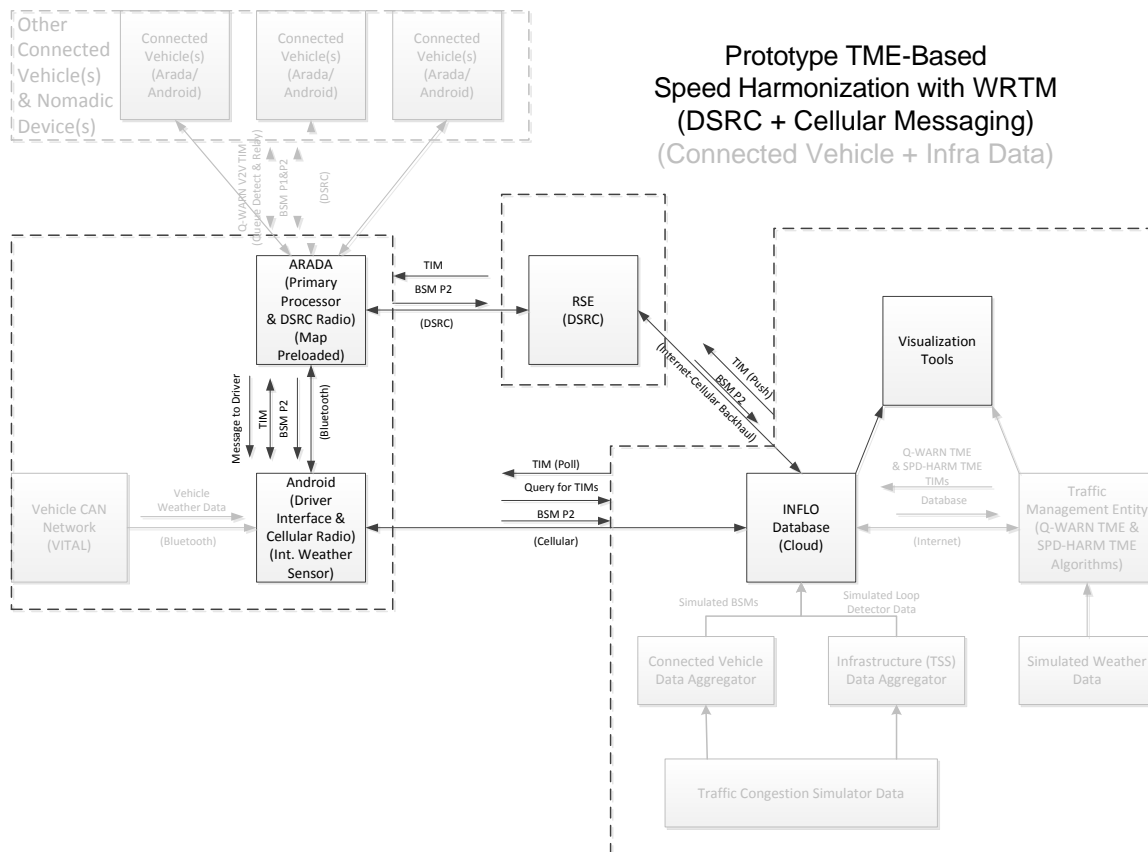 Other
Connected
Vehicle(s)
& Nomadic
Device(s)
Connected
Vehicle(s)
(Arada/
Android)
Connected
Vehicle(s)
(Arada/
Android)
Connected
Vehicle(s)
(Arada/
Android)
Prototype TME-Based
Speed Harmonization with WRTM
(DSRC + Cellular Messaging)
(Connected Vehicle + Infra Data)
Q-WARN V2V TIM
(Queue Detect & Relay)
BSM P1&P2
(DSRC)
ARADA
(Primary
Processor
& DSRC Radio)
(Map
Preloaded)
TIM
BSM P2
(DSRC)
RSE
(DSRC)
TIM (Push)
BSM P2
(Internet-Cellular Backhaul)
Visualization
Tools
Message to Driver
TIM
BSM P2
(Bluetooth)
Vehicle CAN
Network
(VITAL)
Vehicle
Weather Data
(Bluetooth)
Android
(Driver
Interface &
Cellular Radio)
(Int. Weather
Sensor)
TIM (Poll)
Query for TIMs
BSM P2
(Cellular)
INFLO
Database
(Cloud)
Q-WARN TME
& SPD-HARM TME
TIMs
Database
(Internet)
Traffic
Management Entity
(Q-WARN TME &
SPD-HARM TME
Algorithms)
Simulated BSMs
Simulated Loop
Detector Data
Connected Vehicle
Data Aggregator
Infrastructure (TSS)
Data Aggregator
Simulated Weather
Data
Traffic Congestion Simulator Data